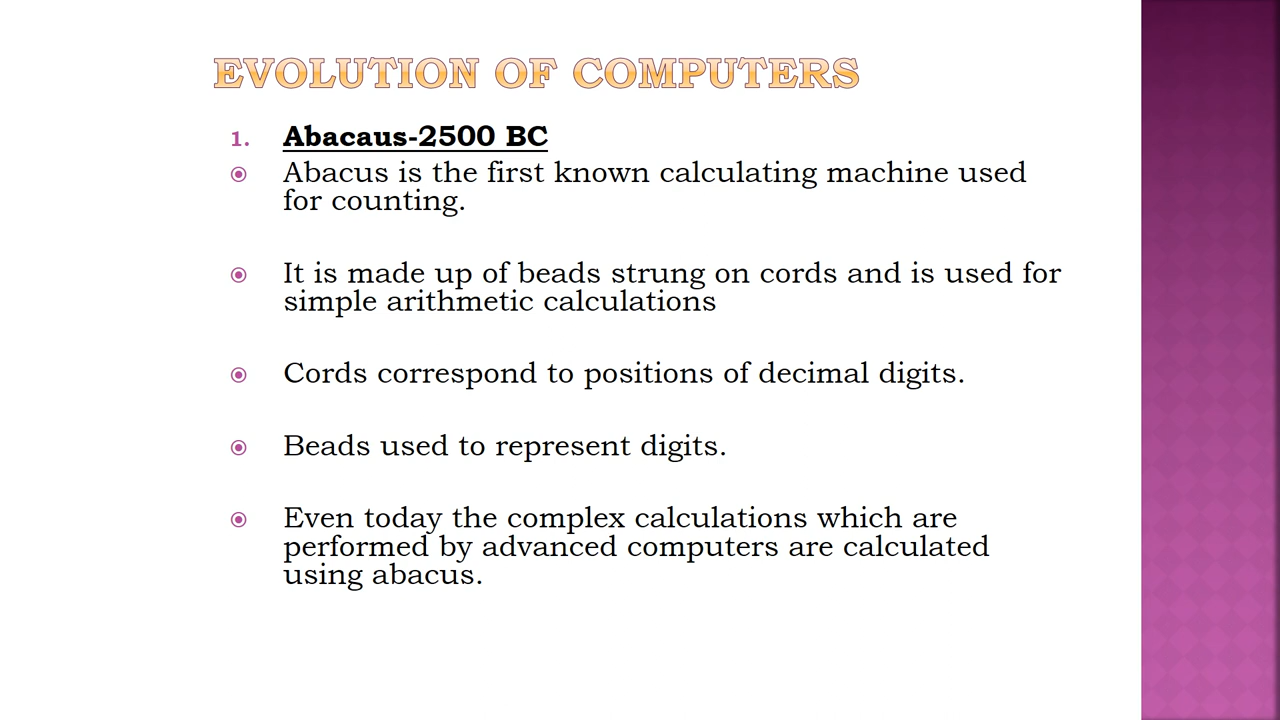 EVOLUTION OF COMPUTERS
1. Abacaus-2500 BC
Abacus is the first known calculating machine used
for counting.
It is made up of beads strung on cords and is used for
simple arithmetic calculations
Cords correspond to positions of decimal digits.
Beads used to represent digits.
Even today the complex calculations which are
performed by advanced computers are calculated
using abacus.